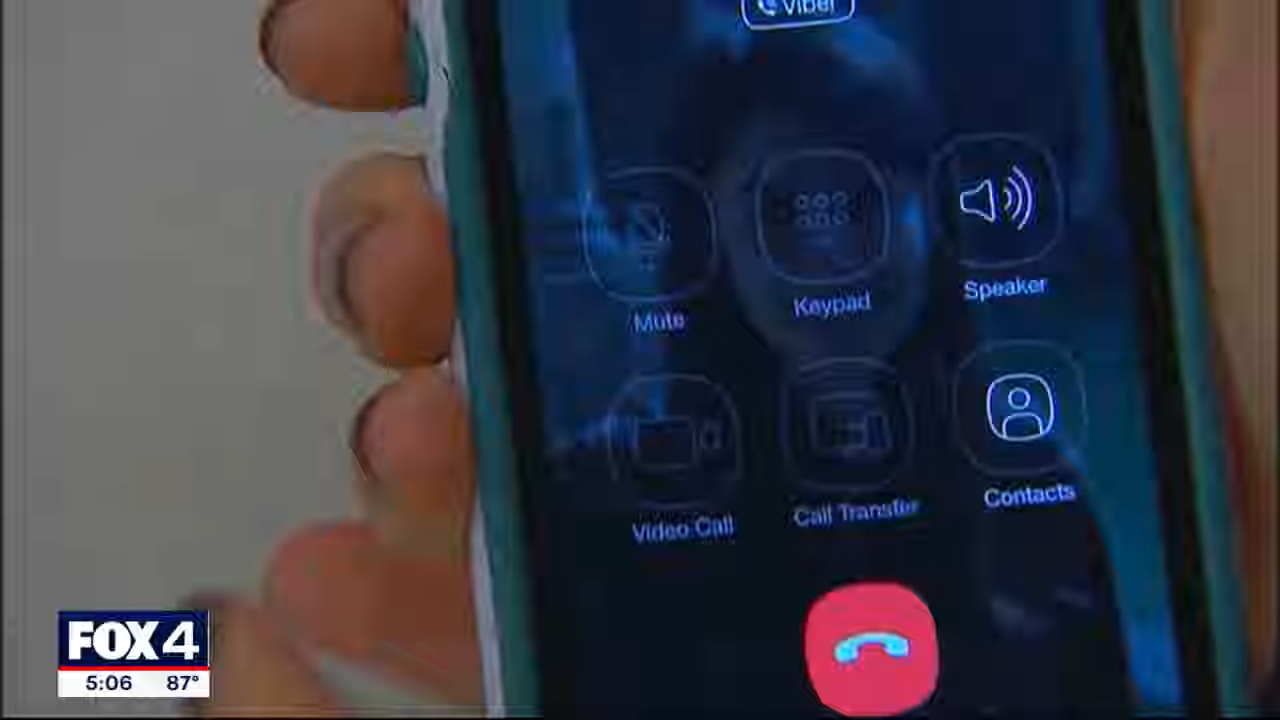 Viber
Mute
Keypad
Speaker
Video Call
Call Transfer
Contacts
FOX 4
5:06 87°